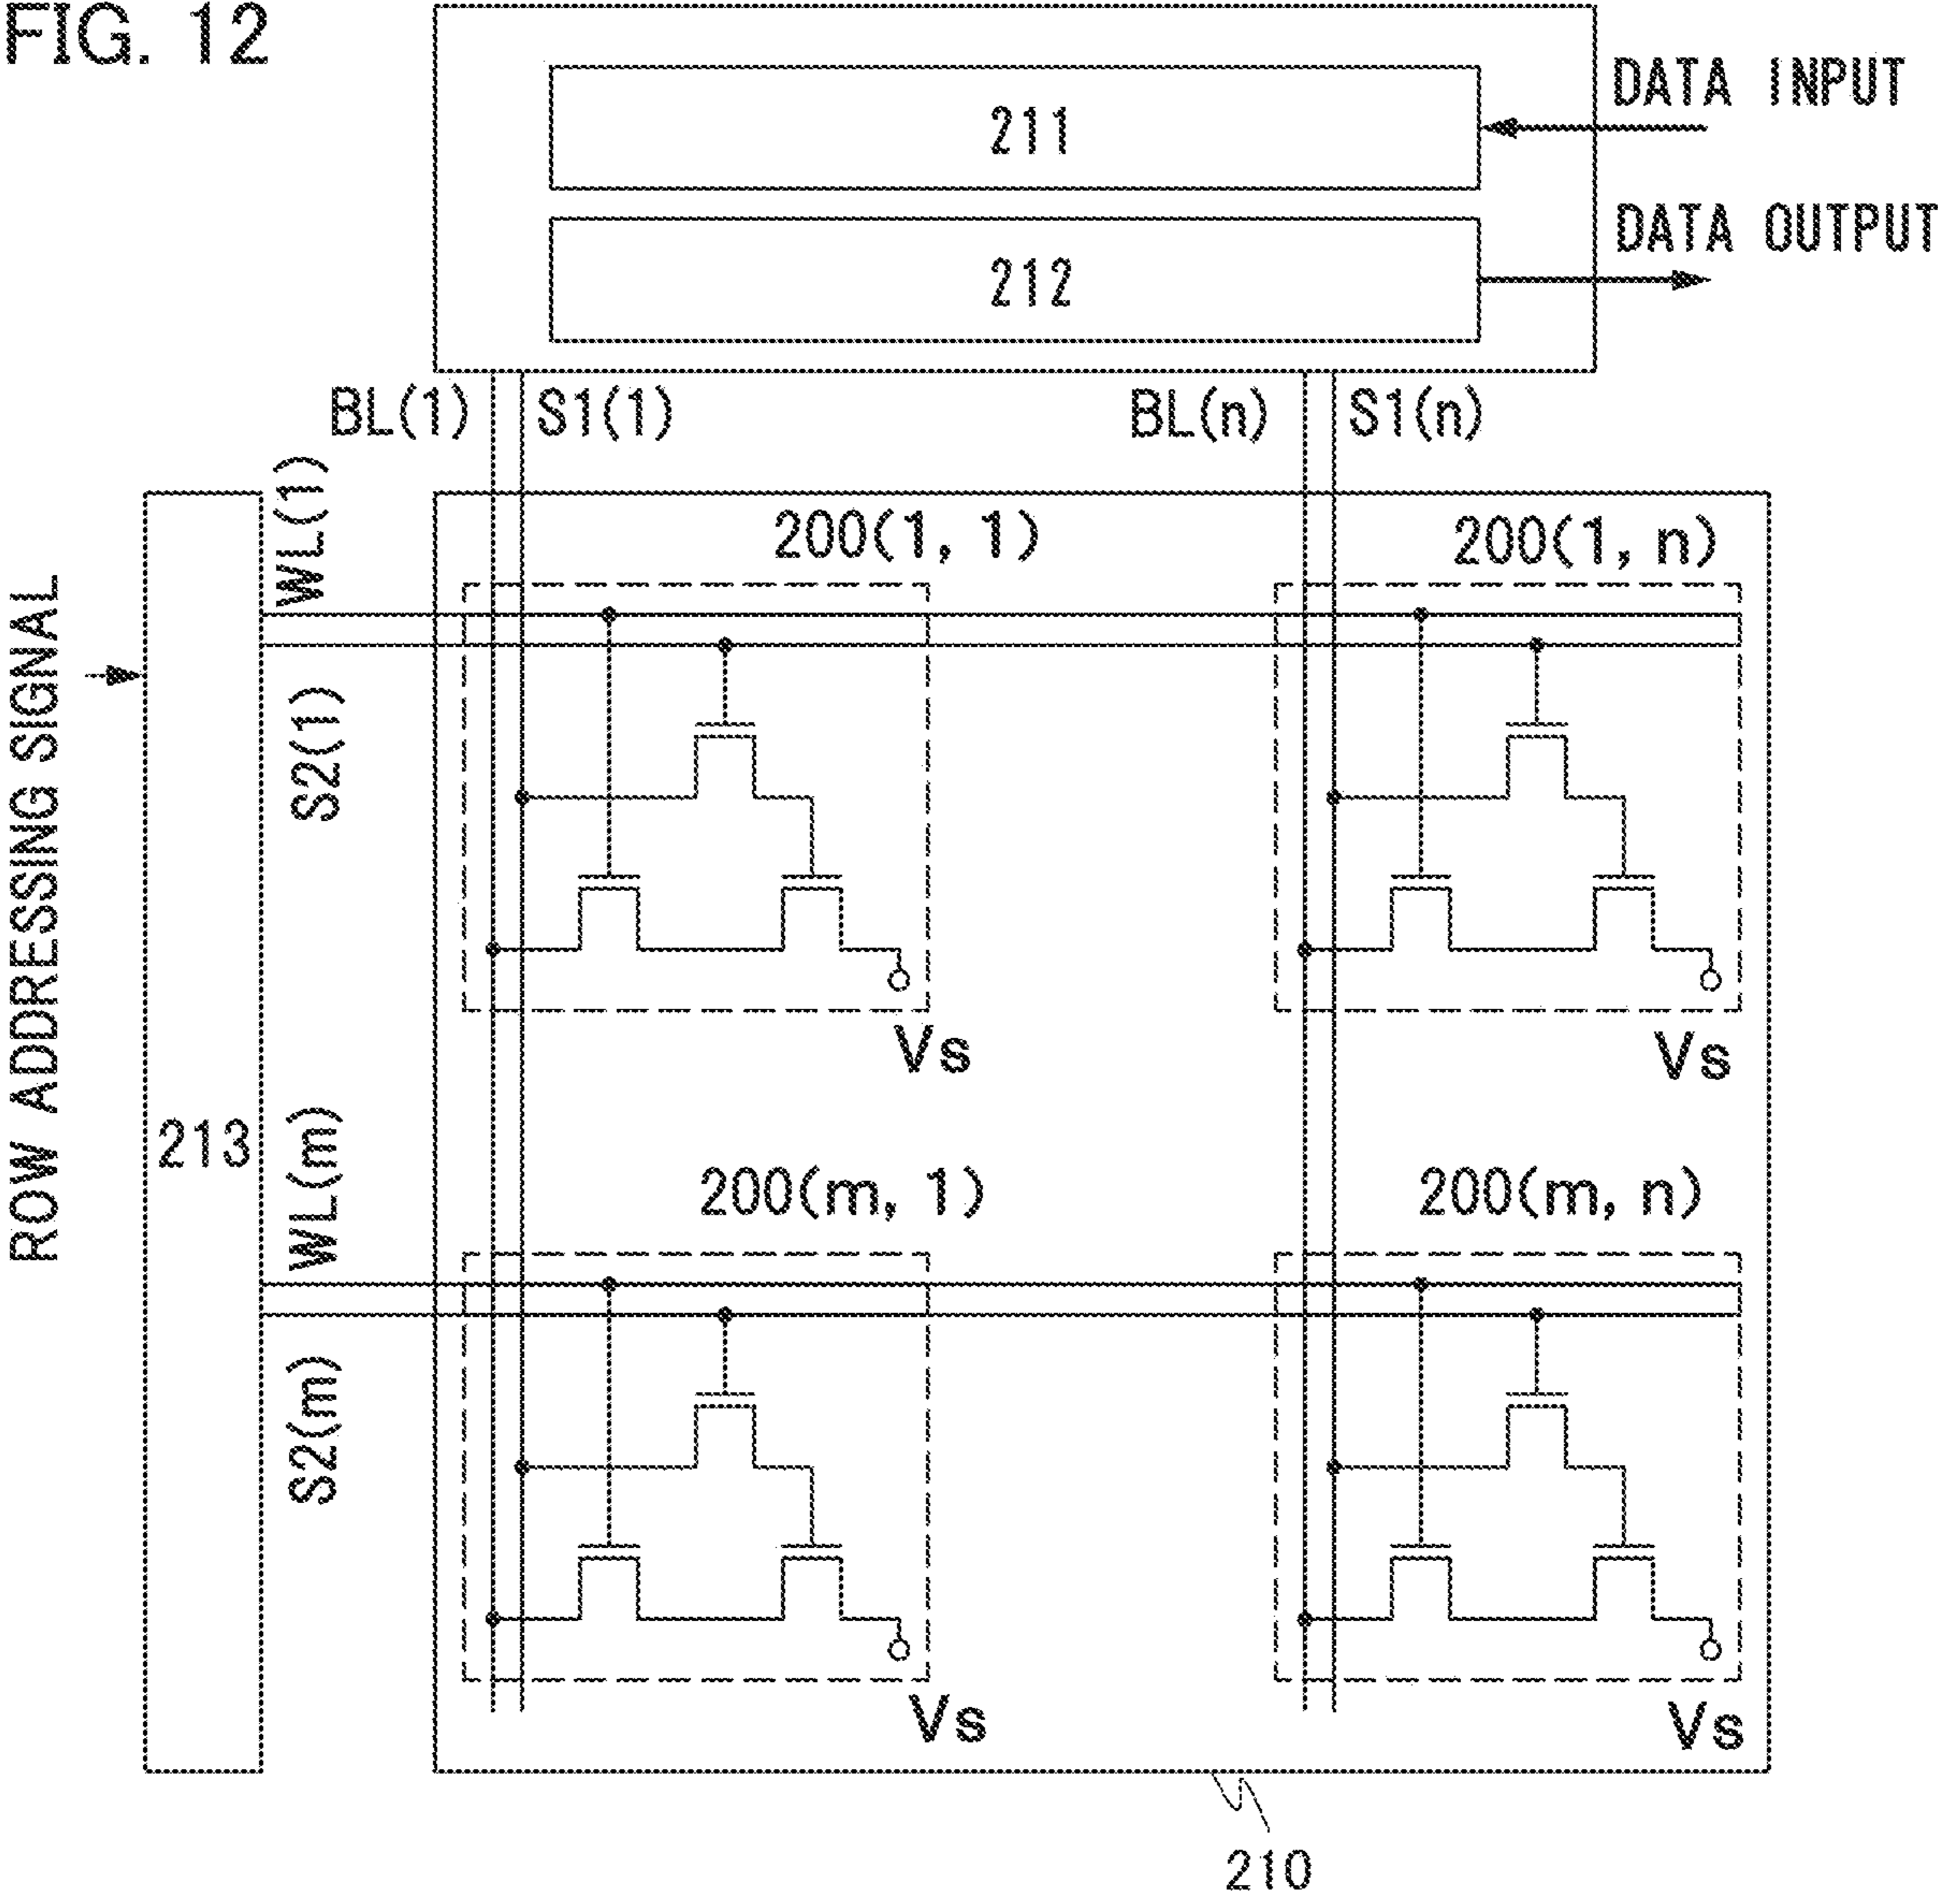 FIG. 12
211
DATA INPUT
212
DATA OUTPUT
BL(1)
S1(1)
BL(n)
S1(n)
WL(1)
S2(1)
200(1, 1)
200(1, n)
ROW ADDRESSING SIGNAL
Vs
Vs
213
WL(m)
S2(m)
200(m, 1)
200(m, n)
Vs
Vs
210